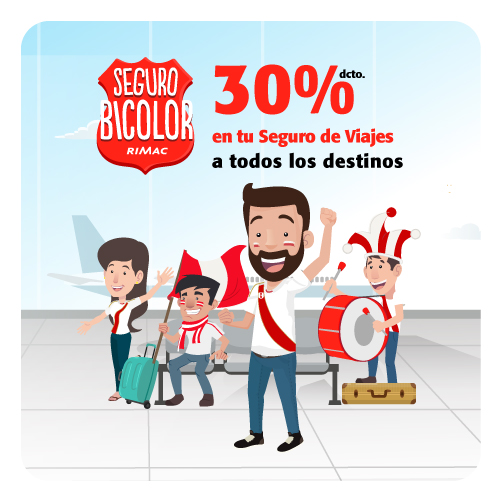 SEGURO
BICOLOR
RIMAC
30% dcto.
en tu Seguro de Viajes
a todos los destinos